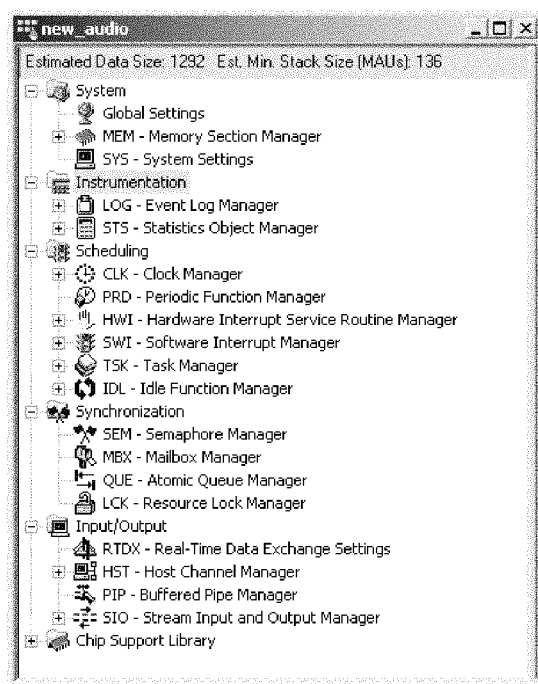 new_audio
Estimated Data Size: 1292 Est. Min. Stack Size (MAUs): 136
System
Global Settings
MEM - Memory Section Manager
SYS - System Settings
Instrumentation
LOG - Event Log Manager
STS - Statistics Object Manager
Scheduling
CLK - Clock Manager
PRD - Periodic Function Manager
HWI - Hardware Interrupt Service Routine Manager
SWI - Software Interrupt Manager
TSK - Task Manager
IDL - Idle Function Manager
Synchronization
SEM - Semaphore Manager
MBX - Mailbox Manager
QUE - Atomic Queue Manager
LCK - Resource Lock Manager
Input/Output
RTDX - Real-Time Data Exchange Settings
HST - Host Channel Manager
PIP - Buffered Pipe Manager
SIO - Stream Input and Output Manager
Chip Support Library